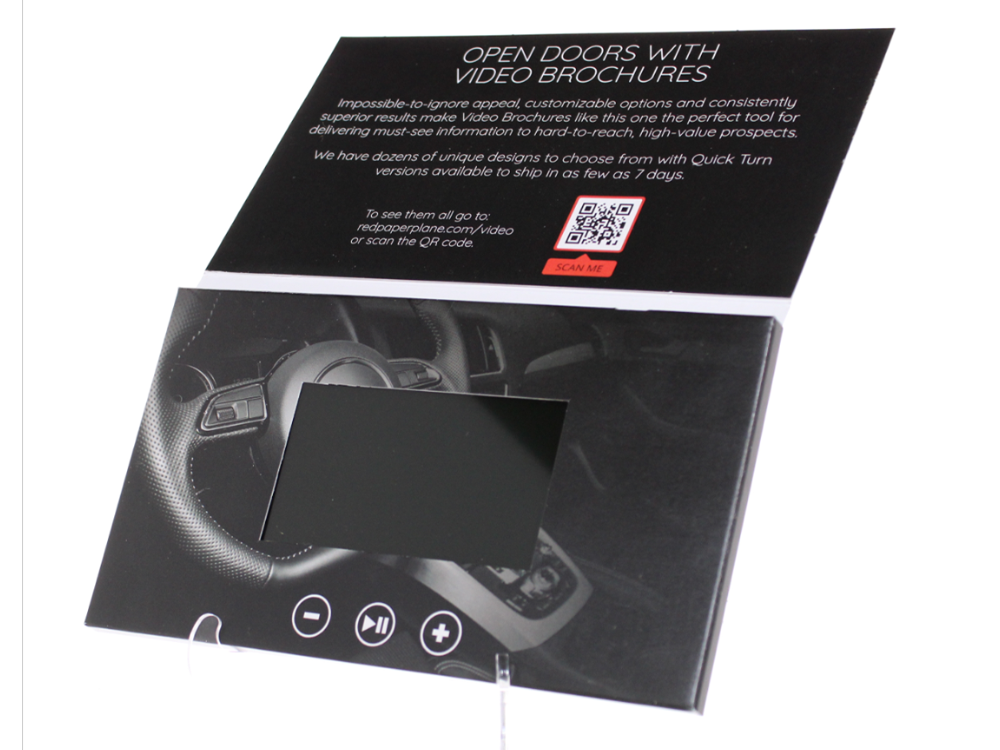 OPEN DOORS WITH
VIDEO BROCHURES
Impossible-to-ignore appeal, customizable options and consistently
superior results make Video Brochures like this one the perfect tool for
delivering must-see information to hard-to-reach, high-value prospects.
We have dozens of unique designs to choose from with Quick Turn
versions available to ship in as few as 7 days.
To see them all go to:
redpaperplane.com/video
or scan the QR code.
SCAN ME